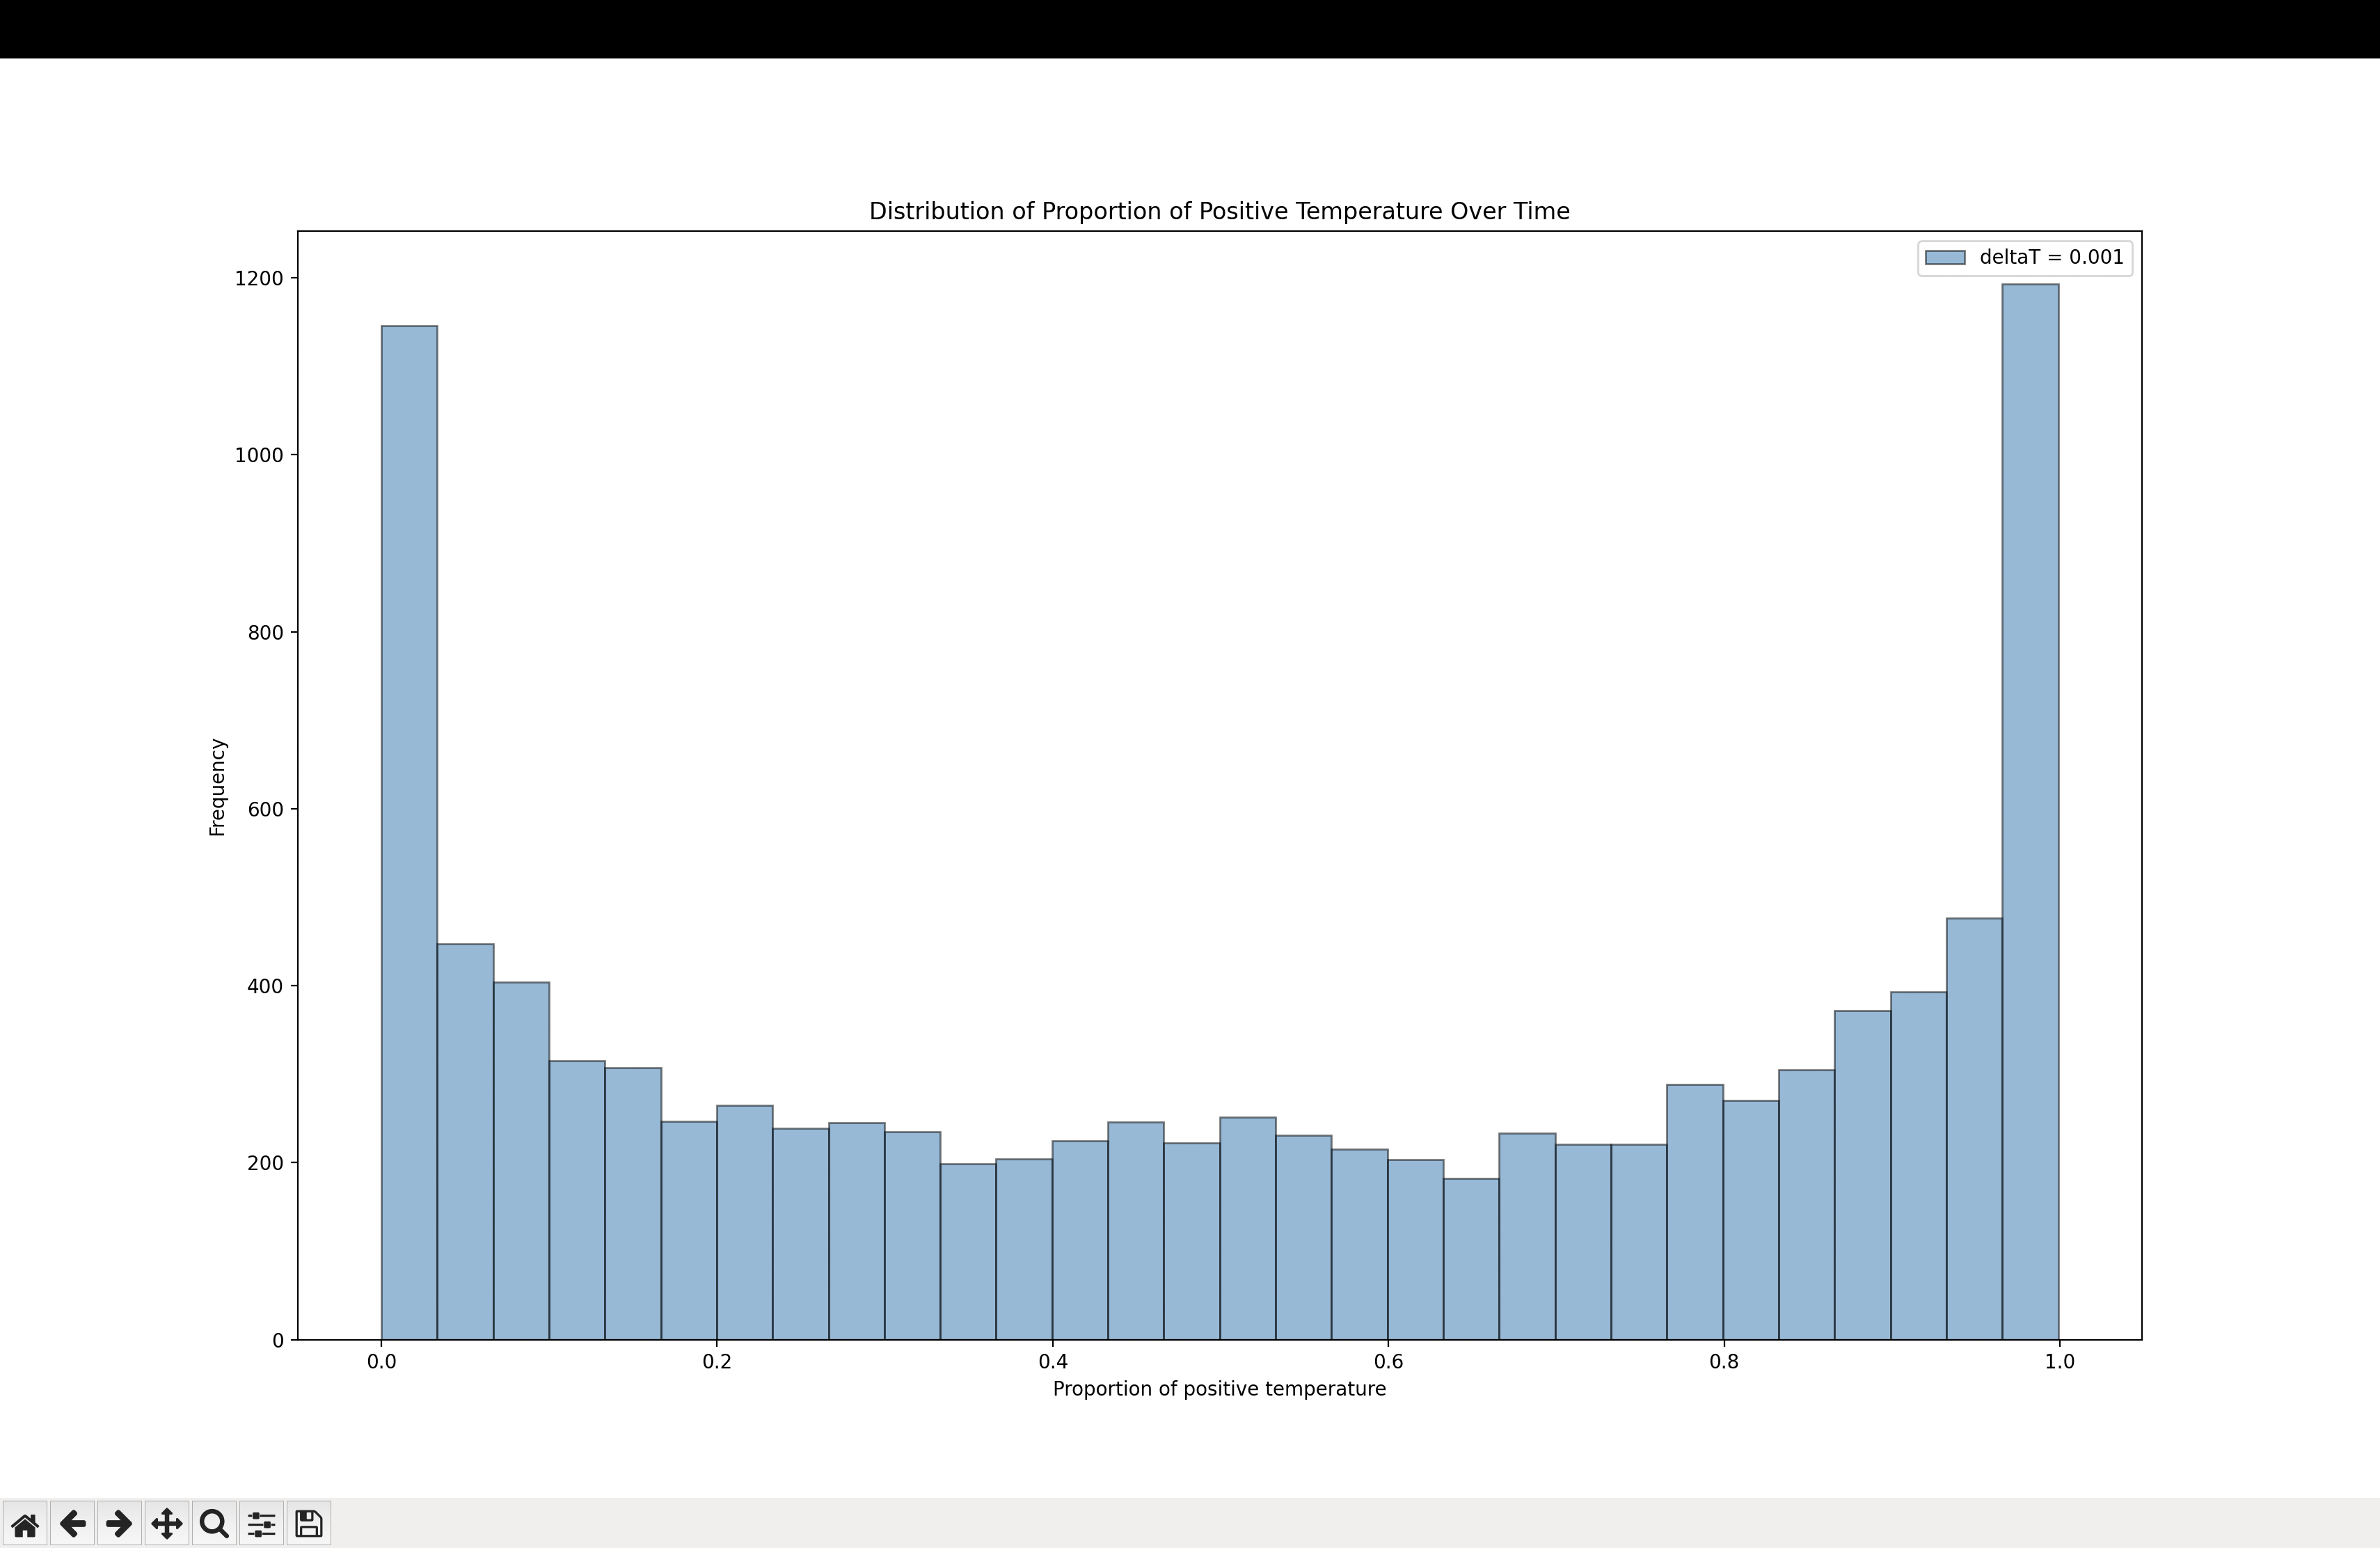 Distribution of Proportion of Positive Temperature Over Time
deltaT = 0.001
1200
1000
800
600
400
200
0
Frequency
0.0 0.2 0.4 0.6 0.8 1.0
Proportion of positive temperature